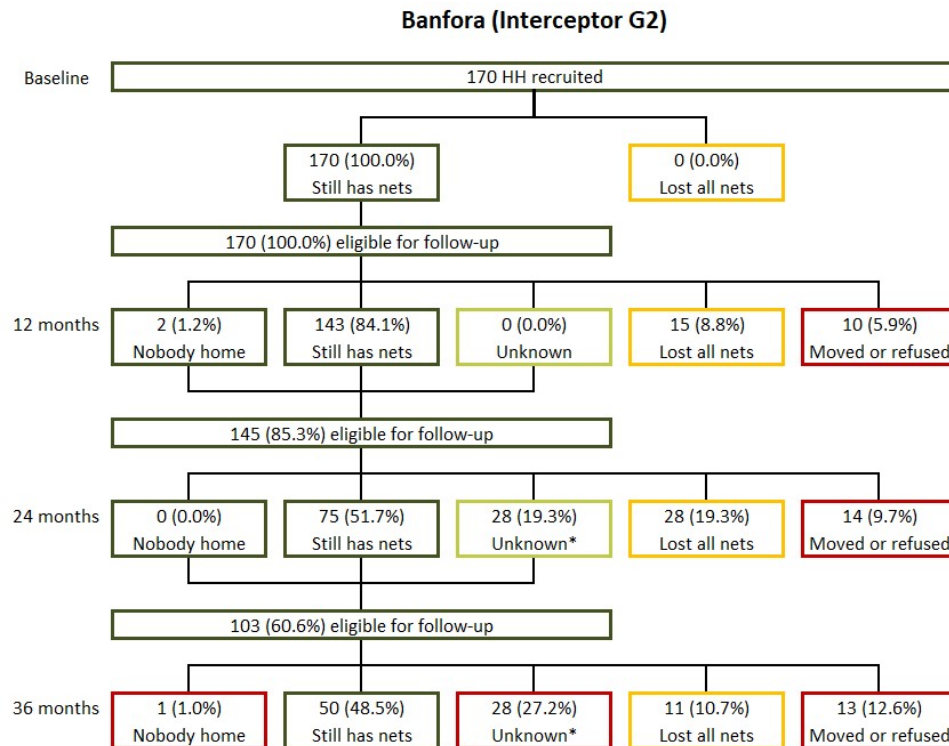 Banfora (Interceptor G2)
Baseline
170 HH recruited
170 (100.0%)
Still has nets
0 (0.0%)
Lost all nets
170 (100.0%) eligible for follow-up
12 months
2 (1.2%)
Nobody home
143 (84.1%)
Still has nets
0 (0.0%)
Unknown
15 (8.8%)
Lost all nets
10 (5.9%)
Moved or refused
145 (85.3%) eligible for follow-up
24 months
0 (0.0%)
Nobody home
75 (51.7%)
Still has nets
28 (19.3%)
Unknown*
28 (19.3%)
Lost all nets
14 (9.7%)
Moved or refused
103 (60.6%) eligible for follow-up
36 months
1 (1.0%)
Nobody home
50 (48.5%)
Still has nets
28 (27.2%)
Unknown*
11 (10.7%)
Lost all nets
13 (12.6%)
Moved or refused